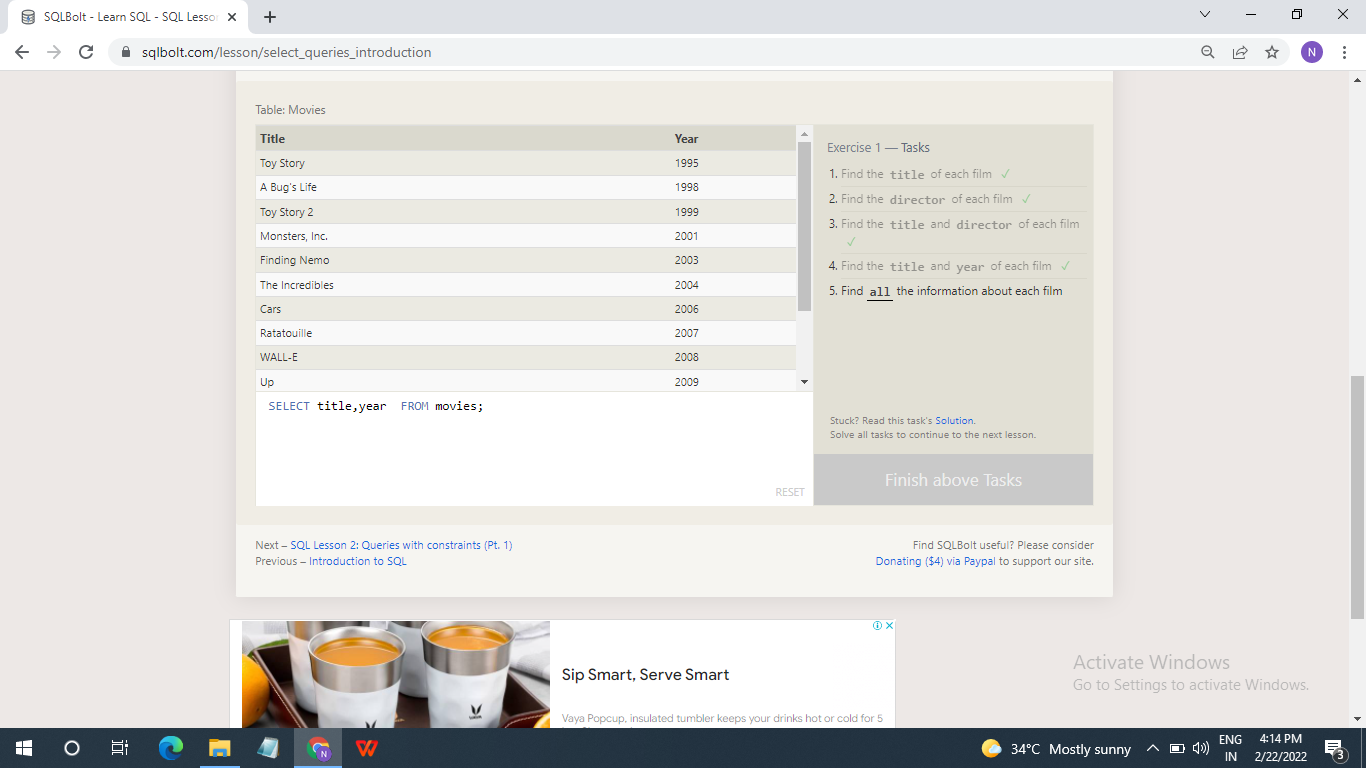 SQLBolt - Learn SQL - SQL Lesso
sqlbolt.com/lesson/select_queries_introduction
N
Table: Movies
Title Year
Toy Story 1995
A Bug's Life 1998
Toy Story 2 1999
Monsters, Inc. 2001
Finding Nemo 2003
The Incredibles 2004
Cars 2006
Ratatouille 2007
WALL-E 2008
Up 2009
SELECT title,year  FROM movies;
RESET
Exercise 1 — Tasks
1. Find the title of each film ✓
2. Find the director of each film ✓
3. Find the title and director of each film
✓
4. Find the title and year of each film ✓
5. Find all the information about each film
Stuck? Read this task's Solution.
Solve all tasks to continue to the next lesson.
Finish above Tasks
Next – SQL Lesson 2: Queries with constraints (Pt. 1)
Previous – Introduction to SQL
Find SQLBolt useful? Please consider
Donating ($4) via Paypal to support our site.
Sip Smart, Serve Smart
Vaya Popcup, insulated tumbler keeps your drinks hot or cold for 5
Activate Windows
Go to Settings to activate Windows.
N
34°C Mostly sunny
ENG
IN
4:14 PM
2/22/2022
3